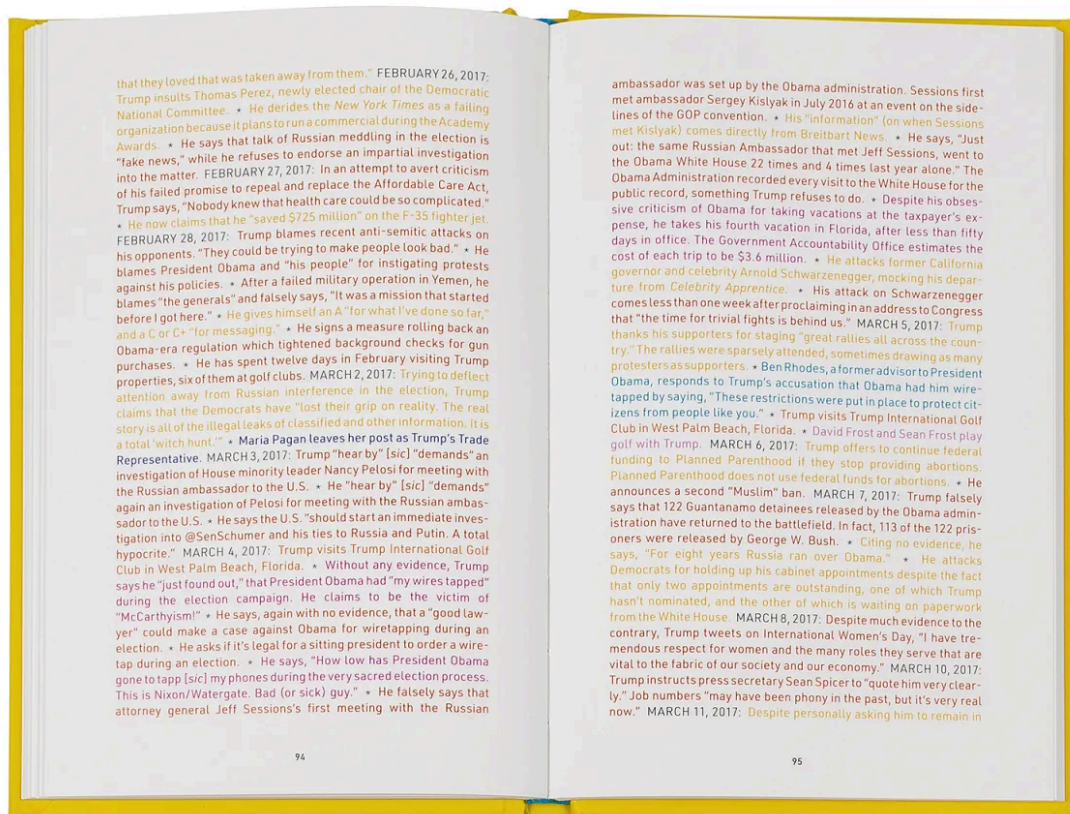 that they loved that was taken away from them." FEBRUARY 26, 2017:
Trump insults Thomas Perez, newly elected chair of the Democratic
National Committee. ⋆ He derides the New York Times as a failing
organization because it plans to run a commercial during the Academy
Awards. ⋆ He says that talk of Russian meddling in the election is
"fake news," while he refuses to endorse an impartial investigation
into the matter. FEBRUARY 27, 2017: In an attempt to avert criticism
of his failed promise to repeal and replace the Affordable Care Act,
Trump says, "Nobody knew that health care could be so complicated."
⋆ He now claims that he "saved $725 million" on the F-35 fighter jet.
FEBRUARY 28, 2017: Trump blames recent anti-semitic attacks on
his opponents. "They could be trying to make people look bad." ⋆ He
blames President Obama and "his people" for instigating protests
against his policies. ⋆ After a failed military operation in Yemen, he
blames "the generals" and falsely says, "It was a mission that started
before I got here." ⋆ He gives himself an A "for what I've done so far,"
and a C or C+ "for messaging." ⋆ He signs a measure rolling back an
Obama-era regulation which tightened background checks for gun
purchases. ⋆ He has spent twelve days in February visiting Trump
properties, six of them at golf clubs. MARCH 2, 2017: Trying to deflect
attention away from Russian interference in the election, Trump
claims that the Democrats have "lost their grip on reality. The real
story is all of the illegal leaks of classified and other information. It is
a total 'witch hunt.'" ⋆ Maria Pagan leaves her post as Trump's Trade
Representative. MARCH 3, 2017: Trump "hear by" [sic] "demands" an
investigation of House minority leader Nancy Pelosi for meeting with
the Russian ambassador to the U.S. ⋆ He "hear by" [sic] "demands"
again an investigation of Pelosi for meeting with the Russian ambas-
sador to the U.S. ⋆ He says the U.S. "should start an immediate inves-
tigation into @SenSchumer and his ties to Russia and Putin. A total
hypocrite." MARCH 4, 2017: Trump visits Trump International Golf
Club in West Palm Beach, Florida. ⋆ Without any evidence, Trump
says he "just found out," that President Obama had "my wires tapped"
during the election campaign. He claims to be the victim of
"McCarthyism!" ⋆ He says, again with no evidence, that a "good law-
yer" could make a case against Obama for wiretapping during an
election. ⋆ He asks if it's legal for a sitting president to order a wire-
tap during an election. ⋆ He says, "How low has President Obama
gone to tapp [sic] my phones during the very sacred election process.
This is Nixon/Watergate. Bad (or sick) guy." ⋆ He falsely says that
attorney general Jeff Sessions's first meeting with the Russian
94
ambassador was set up by the Obama administration. Sessions first
met ambassador Sergey Kislyak in July 2016 at an event on the side-
lines of the GOP convention. ⋆ His "information" (on when Sessions
met Kislyak) comes directly from Breitbart News. ⋆ He says, "Just
out: the same Russian Ambassador that met Jeff Sessions, went to
the Obama White House 22 times and 4 times last year alone." The
Obama Administration recorded every visit to the White House for the
public record, something Trump refuses to do. ⋆ Despite his obses-
sive criticism of Obama for taking vacations at the taxpayer's ex-
pense, he takes his fourth vacation in Florida, after less than fifty
days in office. The Government Accountability Office estimates the
cost of each trip to be $3.6 million. ⋆ He attacks former California
governor and celebrity Arnold Schwarzenegger, mocking his depar-
ture from Celebrity Apprentice. ⋆ His attack on Schwarzenegger
comes less than one week after proclaiming in an address to Congress
that "the time for trivial fights is behind us." MARCH 5, 2017: Trump
thanks his supporters for staging "great rallies all across the coun-
try." The rallies were sparsely attended, sometimes drawing as many
protesters as supporters. ⋆ Ben Rhodes, a former advisor to President
Obama, responds to Trump's accusation that Obama had him wire-
tapped by saying, "These restrictions were put in place to protect cit-
izens from people like you." ⋆ Trump visits Trump International Golf
Club in West Palm Beach, Florida. ⋆ David Frost and Sean Frost play
golf with Trump. MARCH 6, 2017: Trump offers to continue federal
funding to Planned Parenthood if they stop providing abortions.
Planned Parenthood does not use federal funds for abortions. ⋆ He
announces a second "Muslim" ban. MARCH 7, 2017: Trump falsely
says that 122 Guantanamo detainees released by the Obama admin-
istration have returned to the battlefield. In fact, 113 of the 122 pris-
oners were released by George W. Bush. ⋆ Citing no evidence, he
says, "For eight years Russia ran over Obama." ⋆ He attacks
Democrats for holding up his cabinet appointments despite the fact
that only two appointments are outstanding, one of which Trump
hasn't nominated, and the other of which is waiting on paperwork
from the White House. MARCH 8, 2017: Despite much evidence to the
contrary, Trump tweets on International Women's Day, "I have tre-
mendous respect for women and the many roles they serve that are
vital to the fabric of our society and our economy." MARCH 10, 2017:
Trump instructs press secretary Sean Spicer to "quote him very clear-
ly." Job numbers "may have been phony in the past, but it's very real
now." MARCH 11, 2017: Despite personally asking him to remain in
95